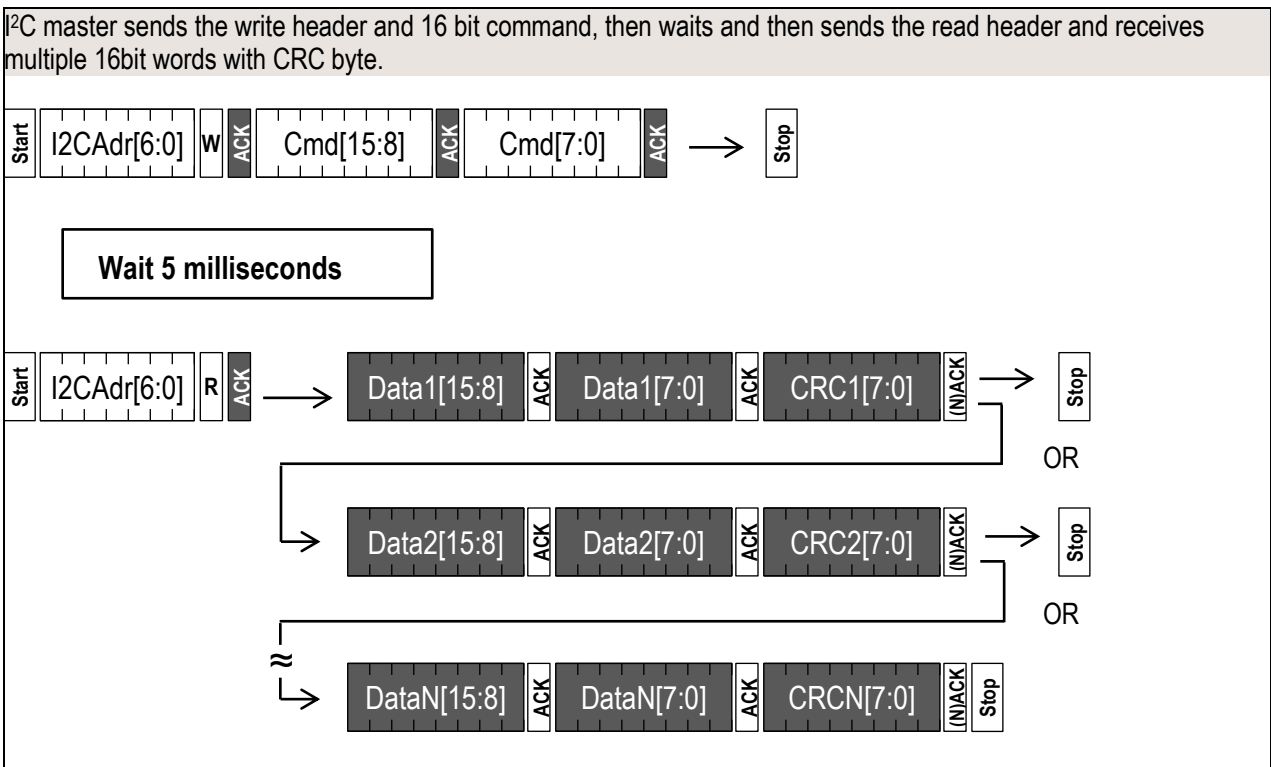 I²C master sends the write header and 16 bit command, then waits and then sends the read header and receives
multiple 16bit words with CRC byte.
Start I2CAdr[6:0] W ACK Cmd[15:8] ACK Cmd[7:0] ACK Stop
Wait 5 milliseconds
Start I2CAdr[6:0] R ACK Data1[15:8] ACK Data1[7:0] ACK CRC1[7:0] (N)ACK Stop
OR
Data2[15:8] ACK Data2[7:0] ACK CRC2[7:0] (N)ACK Stop
OR
≈
DataN[15:8] ACK DataN[7:0] ACK CRCN[7:0] (N)ACK Stop